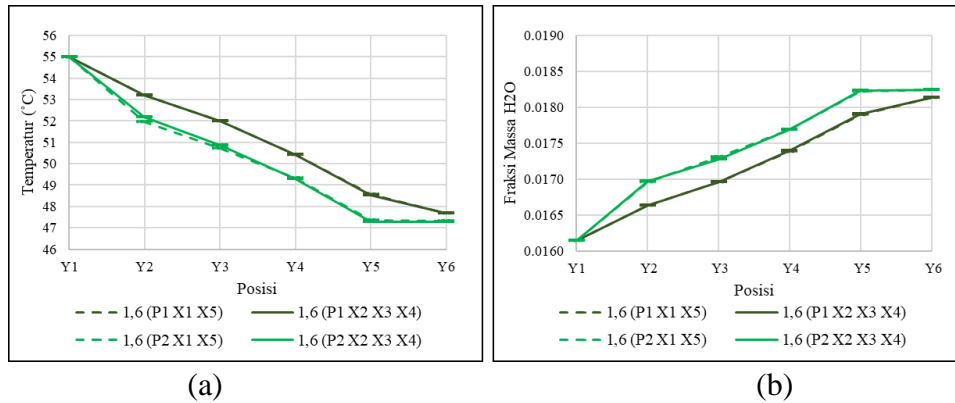 Temperatur (˚C)
56
55
54
53
52
51
50
49
48
47
46
Y1 Y2 Y3 Y4 Y5 Y6
Posisi
1,6 (P1 X1 X5) 1,6 (P1 X2 X3 X4)
1,6 (P2 X1 X5) 1,6 (P2 X2 X3 X4)
(a)
Fraksi Massa H2O
0.0190
0.0185
0.0180
0.0175
0.0170
0.0165
0.0160
Y1 Y2 Y3 Y4 Y5 Y6
Posisi
1,6 (P1 X1 X5) 1,6 (P1 X2 X3 X4)
1,6 (P2 X1 X5) 1,6 (P2 X2 X3 X4)
(b)